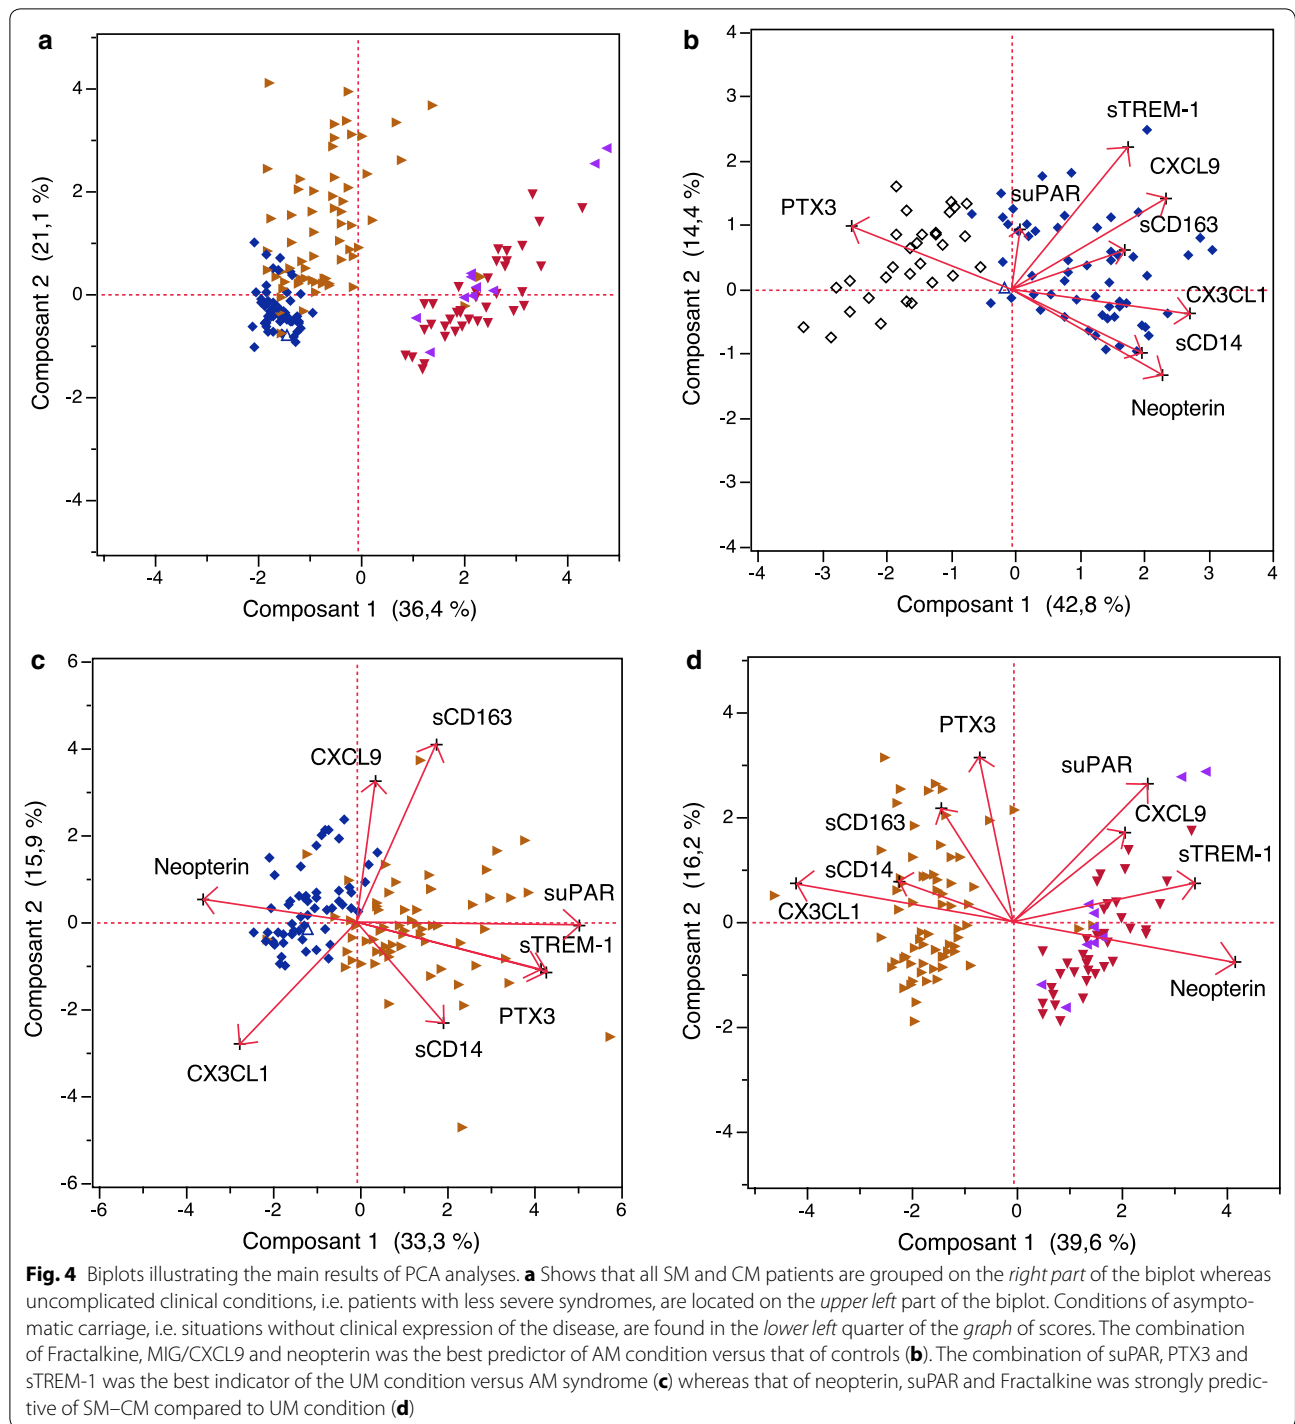 a
4
2
0
-2
-4
Composant 2 (21,1 %)
-4
-2
0
2
4
Composant 1 (36,4 %)
b
4
3
2
1
0
-1
-2
-3
-4
Composant 2 (14,4 %)
sTREM-1
CXCL9
suPAR
PTX3
sCD163
CX3CL1
sCD14
Neopterin
-4
-3
-2
-1
0
1
2
3
4
Composant 1 (42,8 %)
c
6
4
2
0
-2
-4
-6
Composant 2 (15,9 %)
sCD163
CXCL9
Neopterin
suPAR
sTREM-1
PTX3
sCD14
CX3CL1
-6
-4
-2
0
2
4
6
Composant 1 (33,3 %)
d
4
2
0
-2
-4
Composant 2 (16,2 %)
PTX3
suPAR
sCD163
CXCL9
sCD14
sTREM-1
CX3CL1
Neopterin
-4
-2
0
2
4
Composant 1 (39,6 %)
Fig. 4 Biplots illustrating the main results of PCA analyses. a Shows that all SM and CM patients are grouped on the right part of the biplot whereas
uncomplicated clinical conditions, i.e. patients with less severe syndromes, are located on the upper left part of the biplot. Conditions of asympto-
matic carriage, i.e. situations without clinical expression of the disease, are found in the lower left quarter of the graph of scores. The combination
of Fractalkine, MIG/CXCL9 and neopterin was the best predictor of AM condition versus that of controls (b). The combination of suPAR, PTX3 and
sTREM-1 was the best indicator of the UM condition versus AM syndrome (c) whereas that of neopterin, suPAR and Fractalkine was strongly predic-
tive of SM–CM compared to UM condition (d)